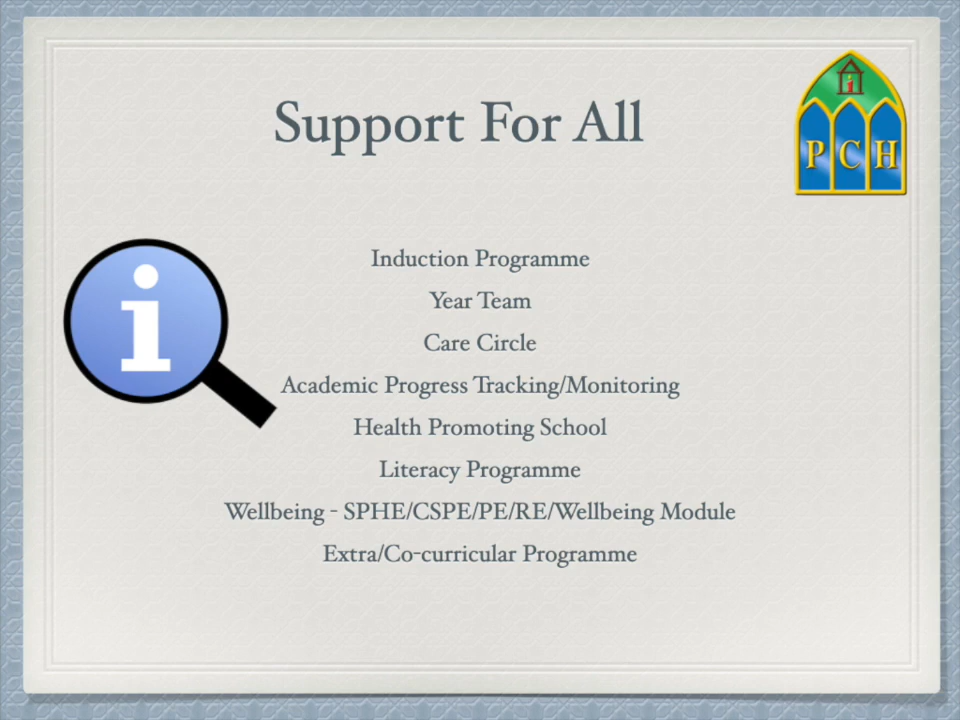 Support For All
i
P C H
i
Induction Programme
Year Team
Care Circle
Academic Progress Tracking/Monitoring
Health Promoting School
Literacy Programme
Wellbeing - SPHE/CSPE/PE/RE/Wellbeing Module
Extra/Co-curricular Programme